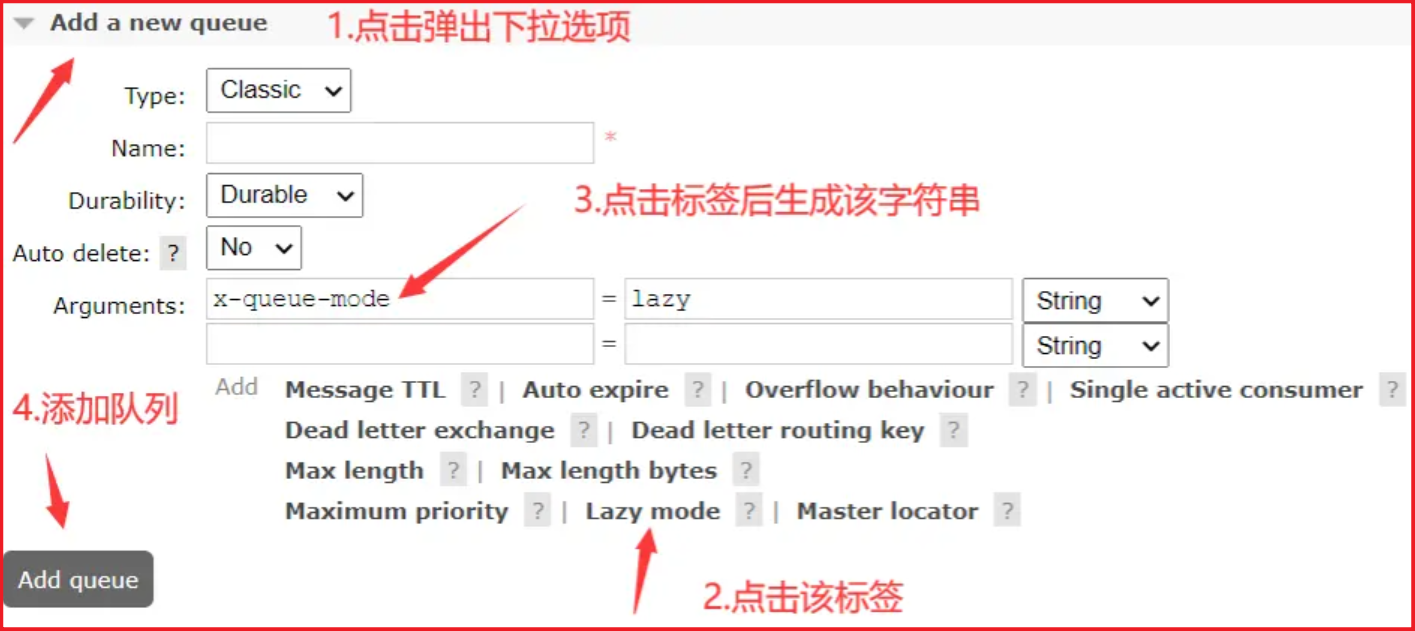 Add a new queue 1.点击弹出下拉选项
Type: Classic
Name: *
Durability: Durable 3.点击标签后生成该字符串
Auto delete: ? No
Arguments: x-queue-mode = lazy String
= String
Add Message TTL ? | Auto expire ? | Overflow behaviour ? | Single active consumer ?
4.添加队列
Dead letter exchange ? | Dead letter routing key ?
Max length ? | Max length bytes ?
Maximum priority ? | Lazy mode ? | Master locator ?
Add queue
2.点击该标签